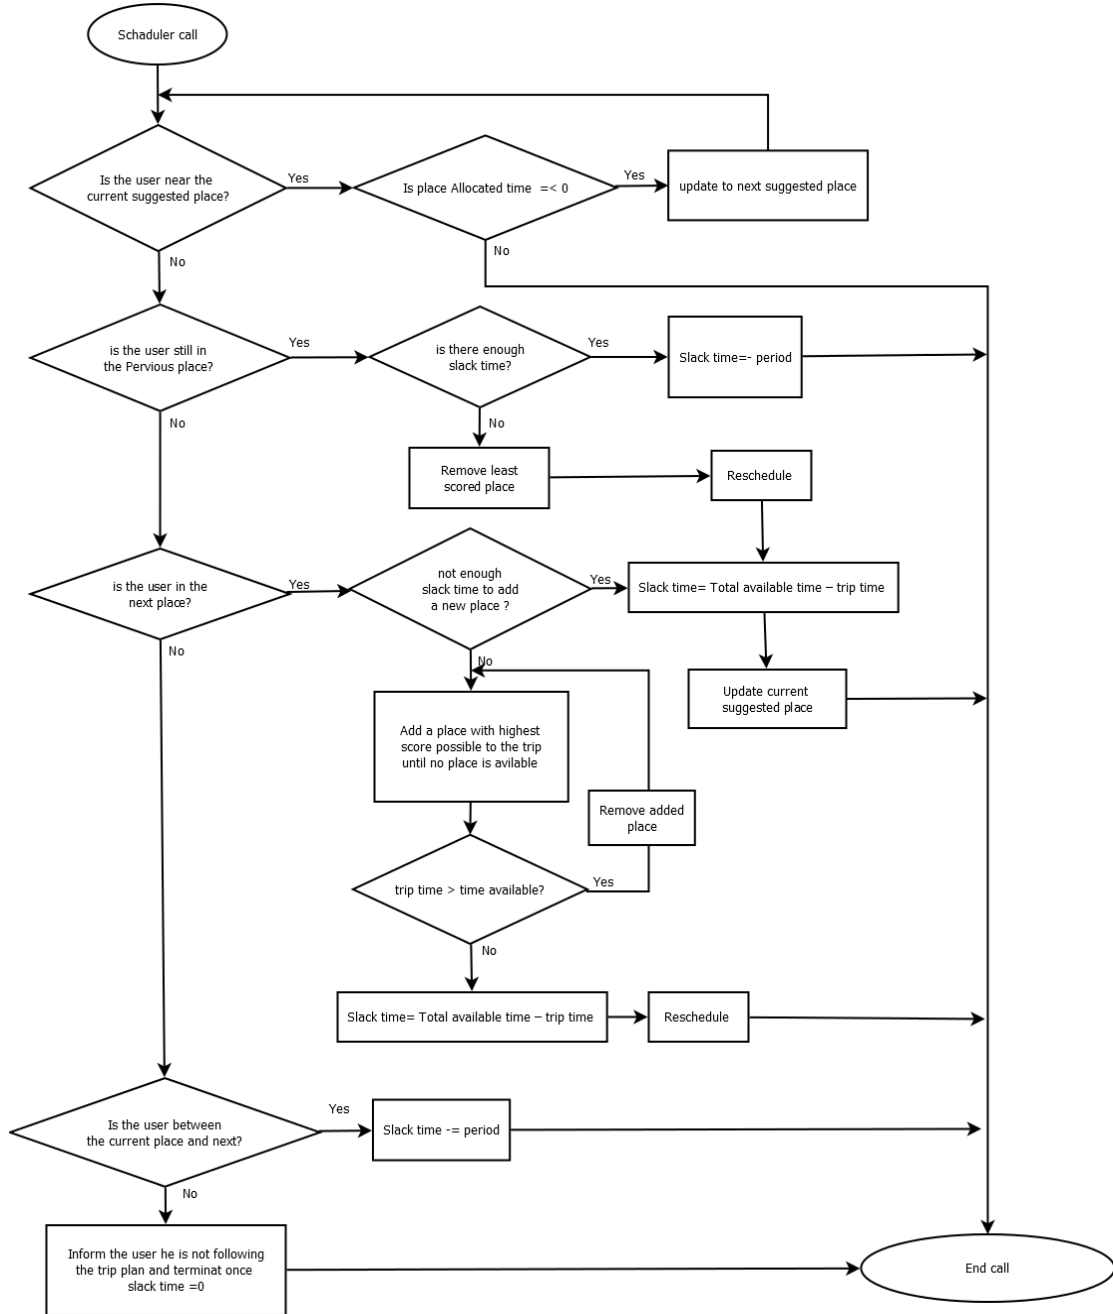 Schaduler call
Is the user near the
current suggested place?
Yes
Is place Allocated time =< 0
Yes
update to next suggested place
No
No
is the user still in
the Pervious place?
Yes
is there enough
slack time?
Yes
Slack time=- period
No
No
Remove least
scored place
Reschedule
is the user in the
next place?
Yes
not enough
slack time to add
a new place ?
Yes
Slack time= Total available time – trip time
No
No
Update current
suggested place
Add a place with highest
score possible to the trip
until no place is avilable
Remove added
place
trip time > time available?
Yes
No
Slack time= Total available time – trip time
Reschedule
Is the user between
the current place and next?
Yes
Slack time -= period
No
Inform the user he is not following
the trip plan and terminat once
slack time =0
End call